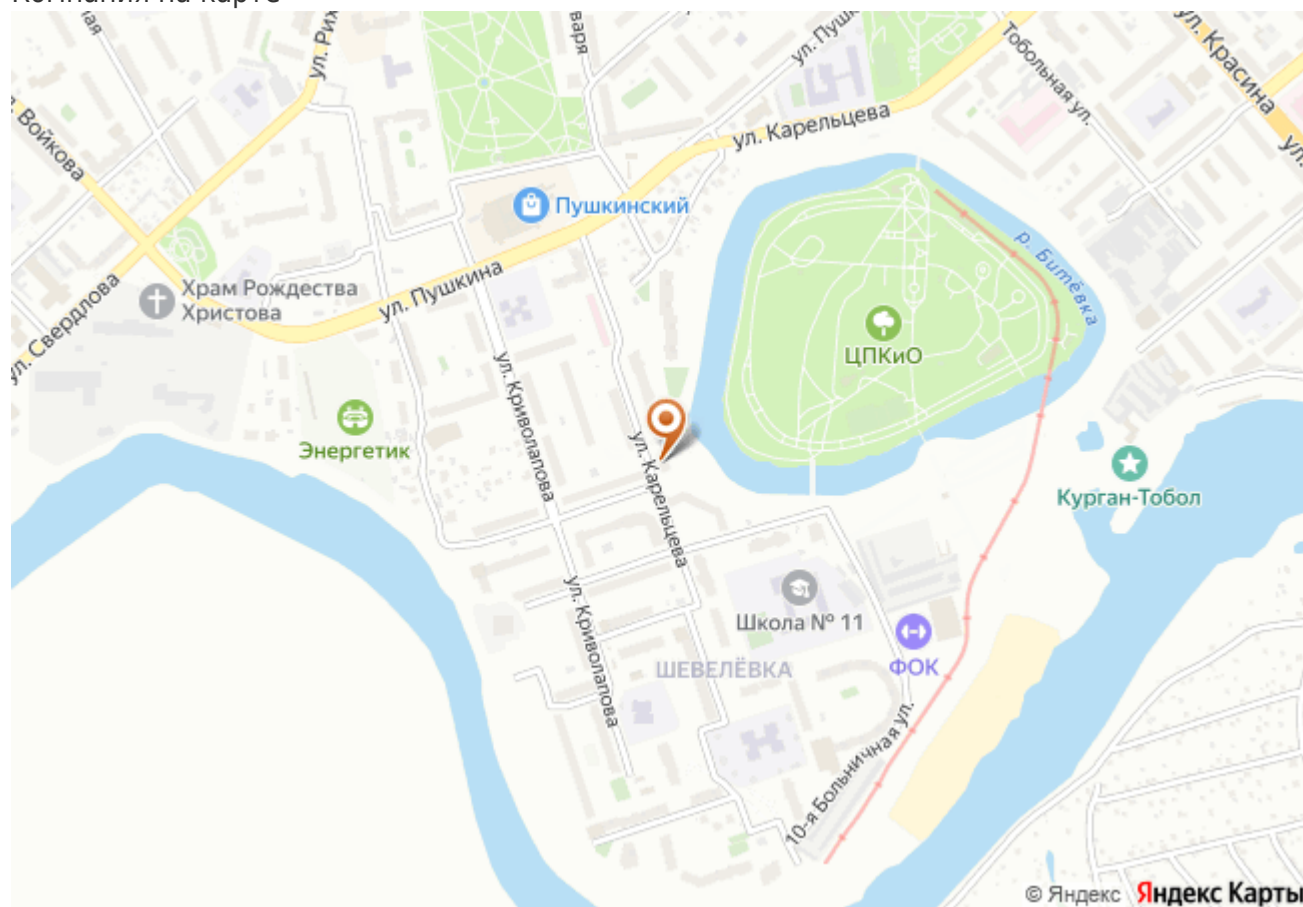 ул. Рих
варя
ул. Пушк
Тобольная ул.
ул. Красина
ул.
. Войкова
ул. Карельцева
Пушкинский
р. Битёвка
Храм Рождества
Христова
ул. Пушкина
ул. Свердлова
ЦПКиО
ул. Криволапова
Энергетик
ул. Карельцева
Курган-Тобол
Школа № 11
ул. Криволапова
ШЕВЕЛЁВКА
ФОК
10-я Больничная ул.
© Яндекс Яндекс Карты